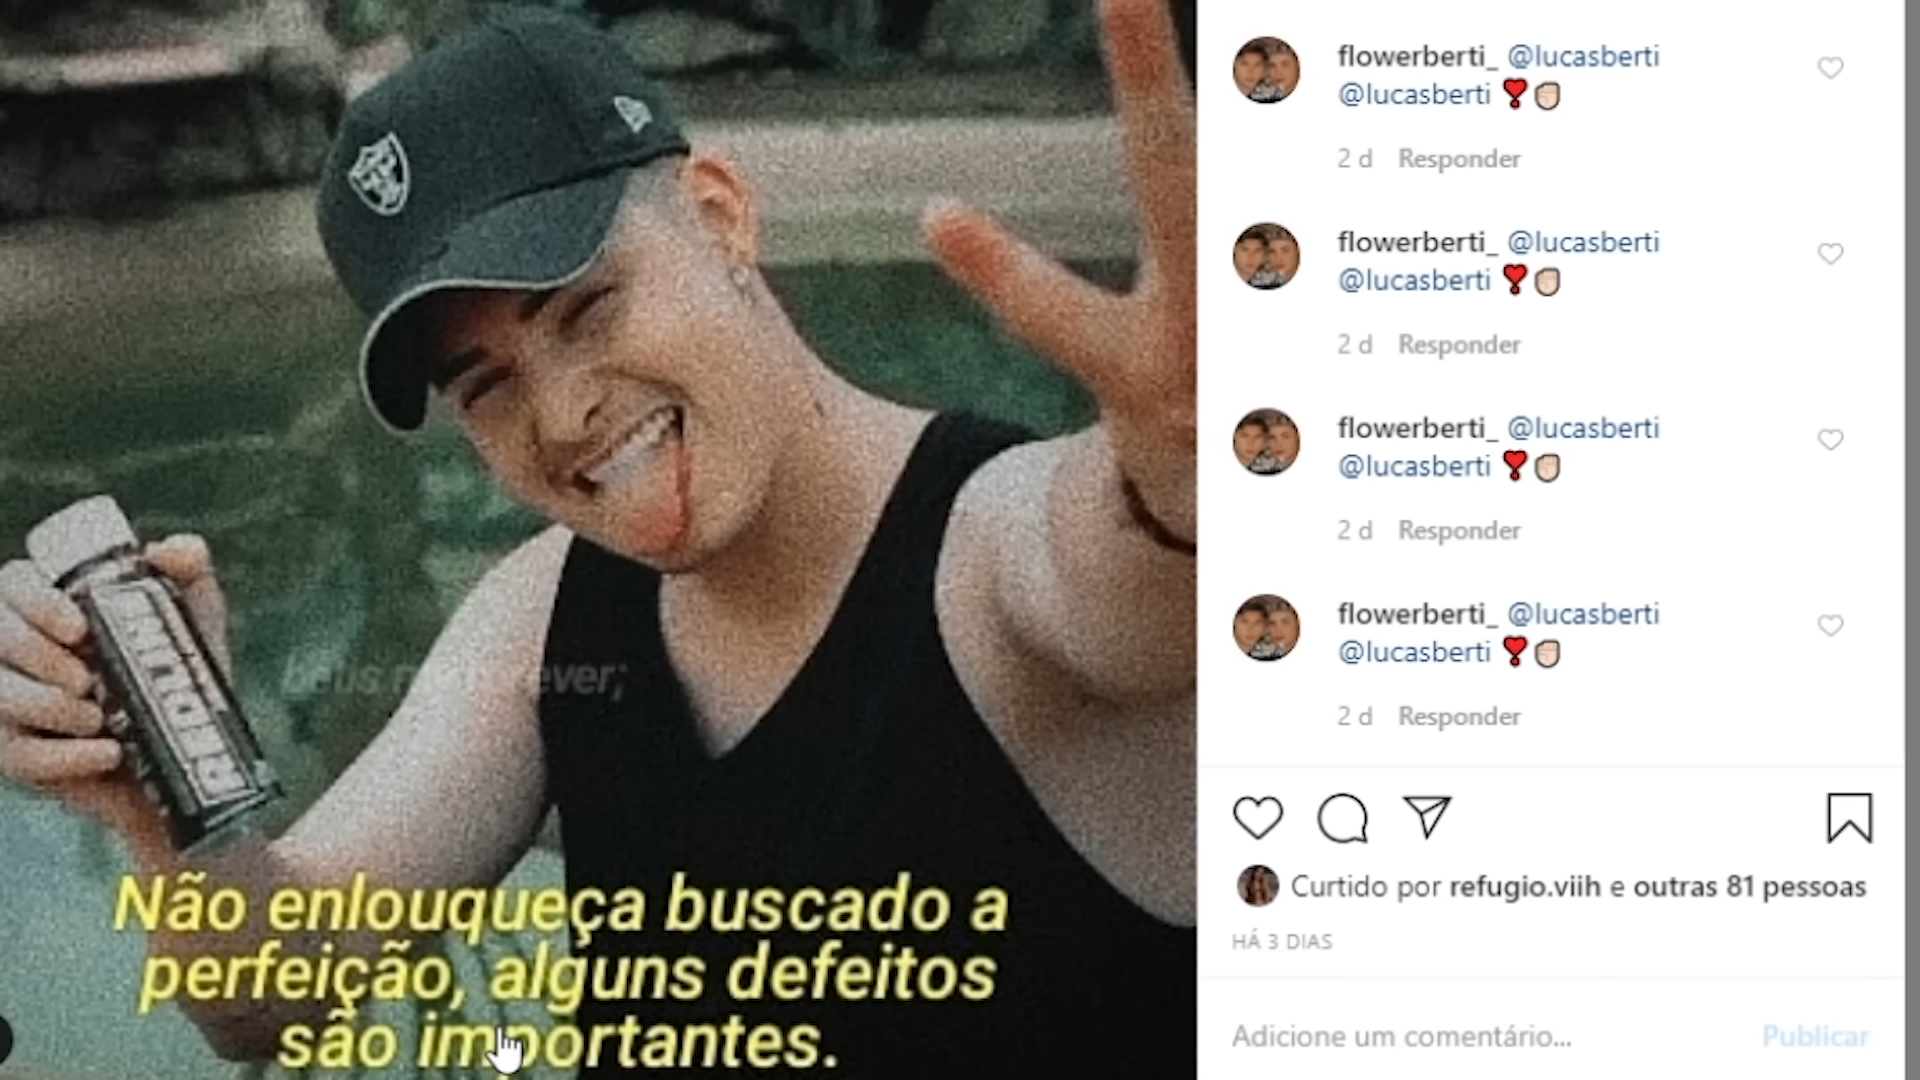 Não enlouqueça buscado a
perfeição, alguns defeitos
são importantes.
flowerberti_ @lucasberti
@lucasberti ❣️✊🏻
2 d Responder
flowerberti_ @lucasberti
@lucasberti ❣️✊🏻
2 d Responder
flowerberti_ @lucasberti
@lucasberti ❣️✊🏻
2 d Responder
flowerberti_ @lucasberti
@lucasberti ❣️✊🏻
2 d Responder
Curtido por refugio.viih e outras 81 pessoas
HÁ 3 DIAS
Adicione um comentário... Publicar